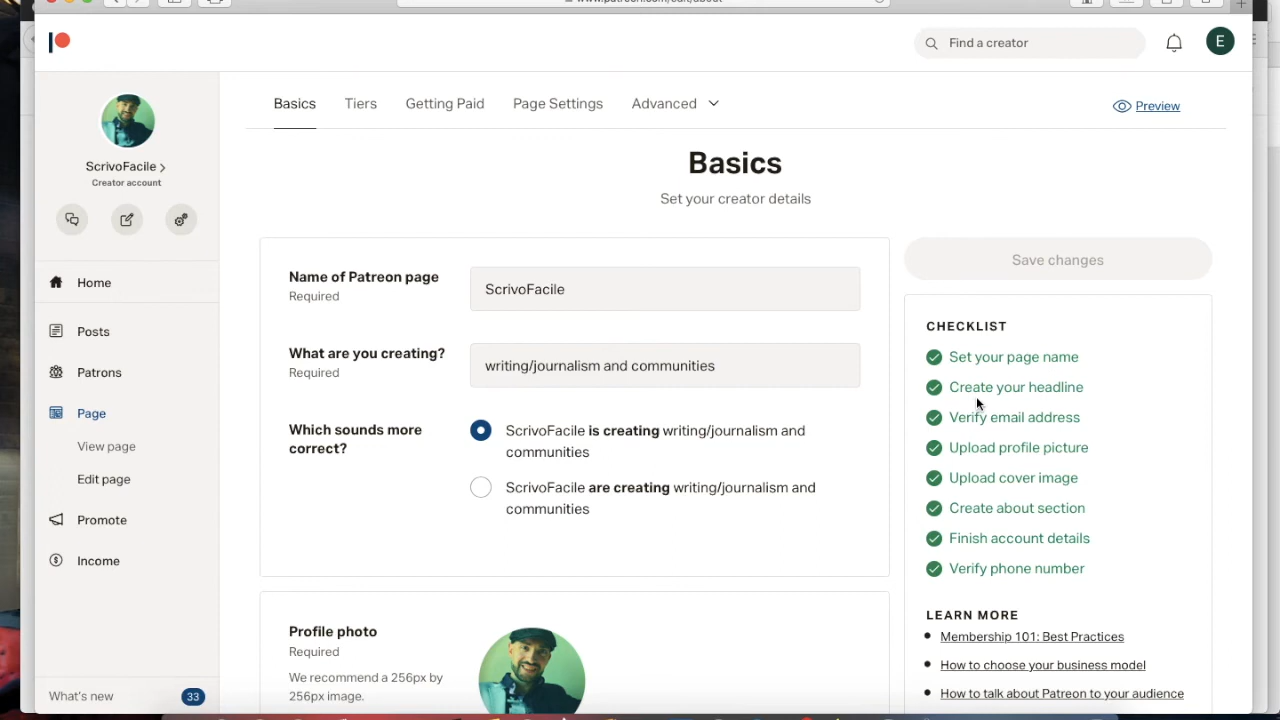 Find a creator
E
Basics
Tiers
Getting Paid
Page Settings
Advanced
Preview
ScrivoFacile
Creator account
Home
Posts
Patrons
Page
View page
Edit page
Promote
Income
What's new
33
Basics
Set your creator details
Name of Patreon page
Required
ScrivoFacile
What are you creating?
Required
writing/journalism and communities
Which sounds more
correct?
ScrivoFacile is creating writing/journalism and
communities
ScrivoFacile are creating writing/journalism and
communities
Profile photo
Required
We recommend a 256px by
256px image.
Save changes
CHECKLIST
Set your page name
Create your headline
Verify email address
Upload profile picture
Upload cover image
Create about section
Finish account details
Verify phone number
LEARN MORE
Membership 101: Best Practices
How to choose your business model
How to talk about Patreon to your audience